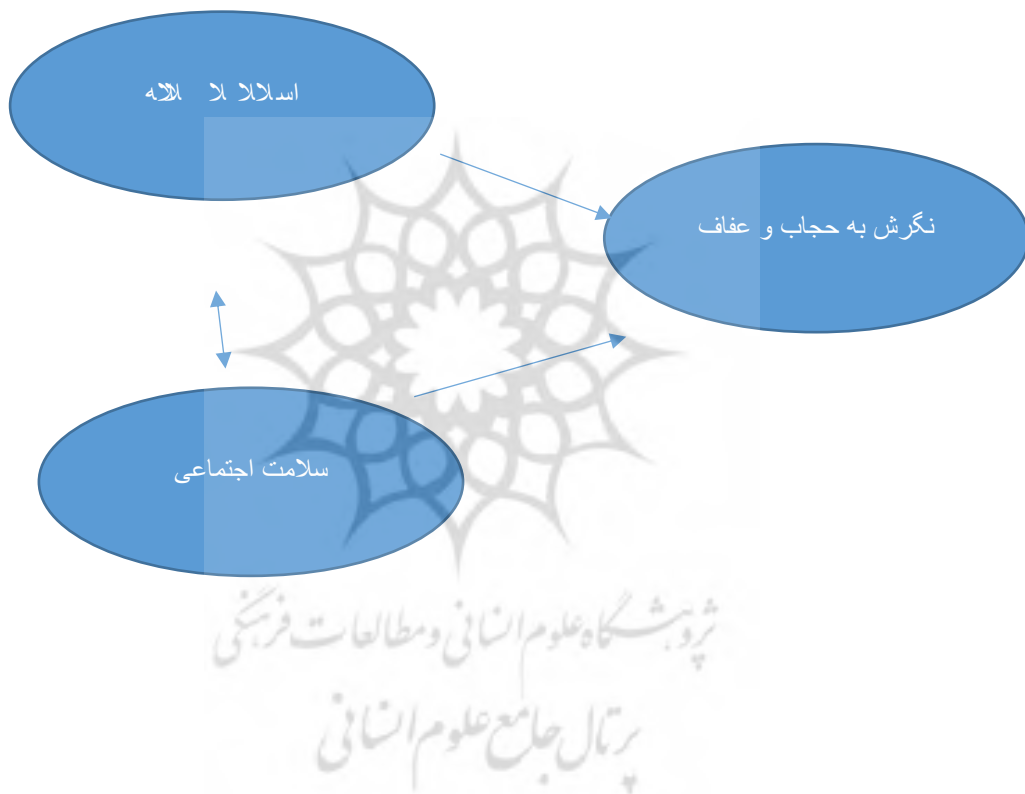 نگرش به حجاب و عفاف
سلامت اجتماعی
پژوهشگاه علوم انسانی و مطالعات فرهنگی
پرتال جامع علوم انسانی